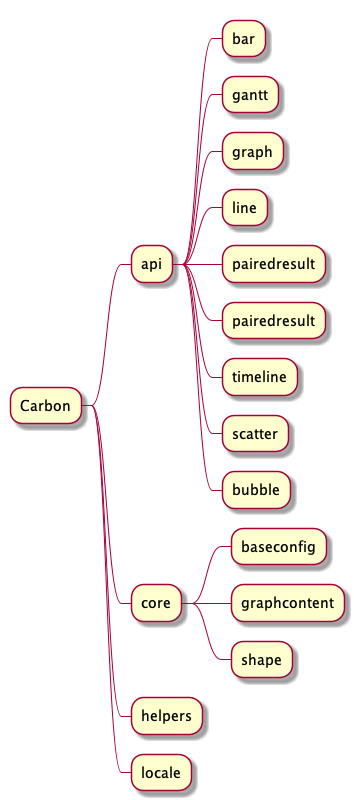 bar
gantt
graph
line
api
pairedresult
pairedresult
timeline
Carbon
scatter
bubble
baseconfig
core
graphcontent
shape
helpers
locale